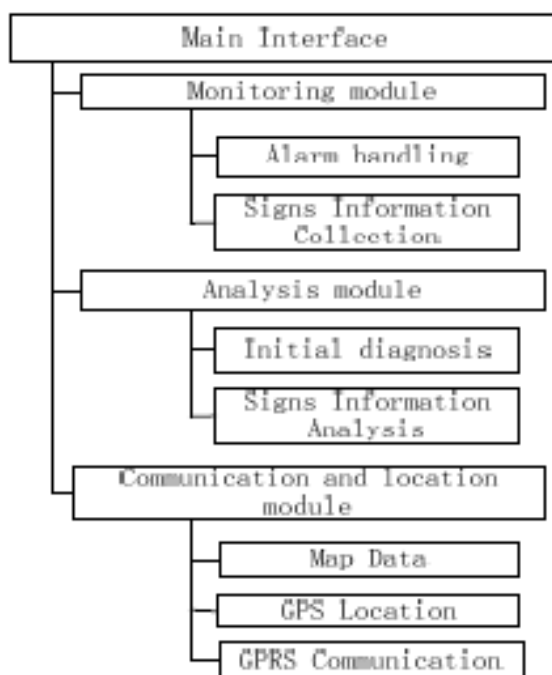 Main Interface
Monitoring module
Alarm handling
Signs Information
Collection
Analysis module
Initial diagnosis
Signs Information
Analysis
Communication and location
module
Map Data
GPS Location
GPRS Communication